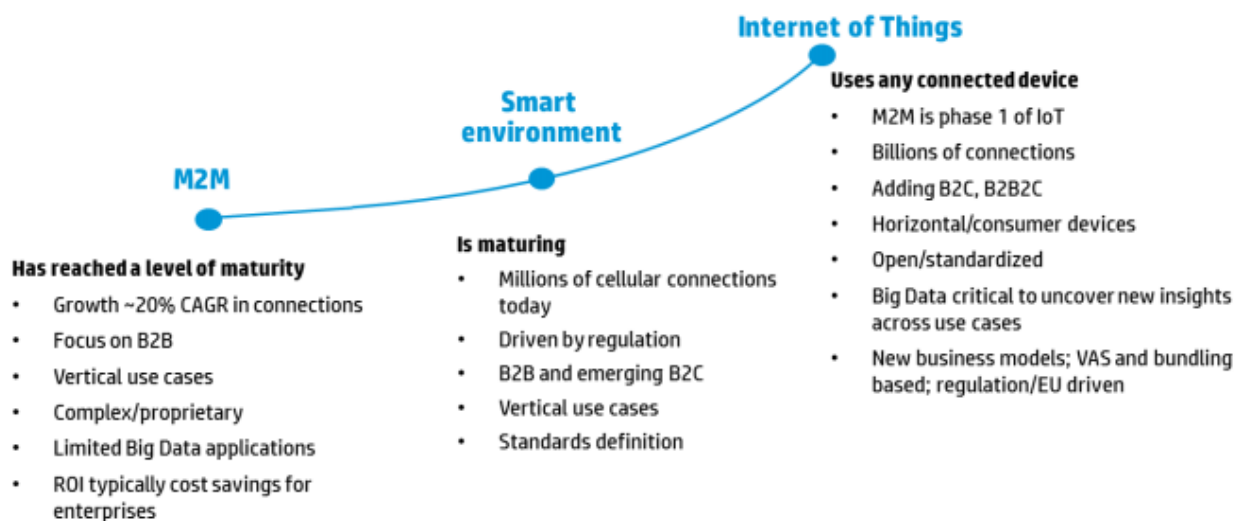 Internet of Things
Uses any connected device
• M2M is phase 1 of IoT
• Billions of connections
• Adding B2C, B2B2C
• Horizontal/consumer devices
• Open/standardized
• Big Data critical to uncover new insights
across use cases
• New business models; VAS and bundling
based; regulation/EU driven
Smart
environment
Is maturing
• Millions of cellular connections
today
• Driven by regulation
• B2B and emerging B2C
• Vertical use cases
• Standards definition
M2M
Has reached a level of maturity
• Growth ~20% CAGR in connections
• Focus on B2B
• Vertical use cases
• Complex/proprietary
• Limited Big Data applications
• ROI typically cost savings for
enterprises